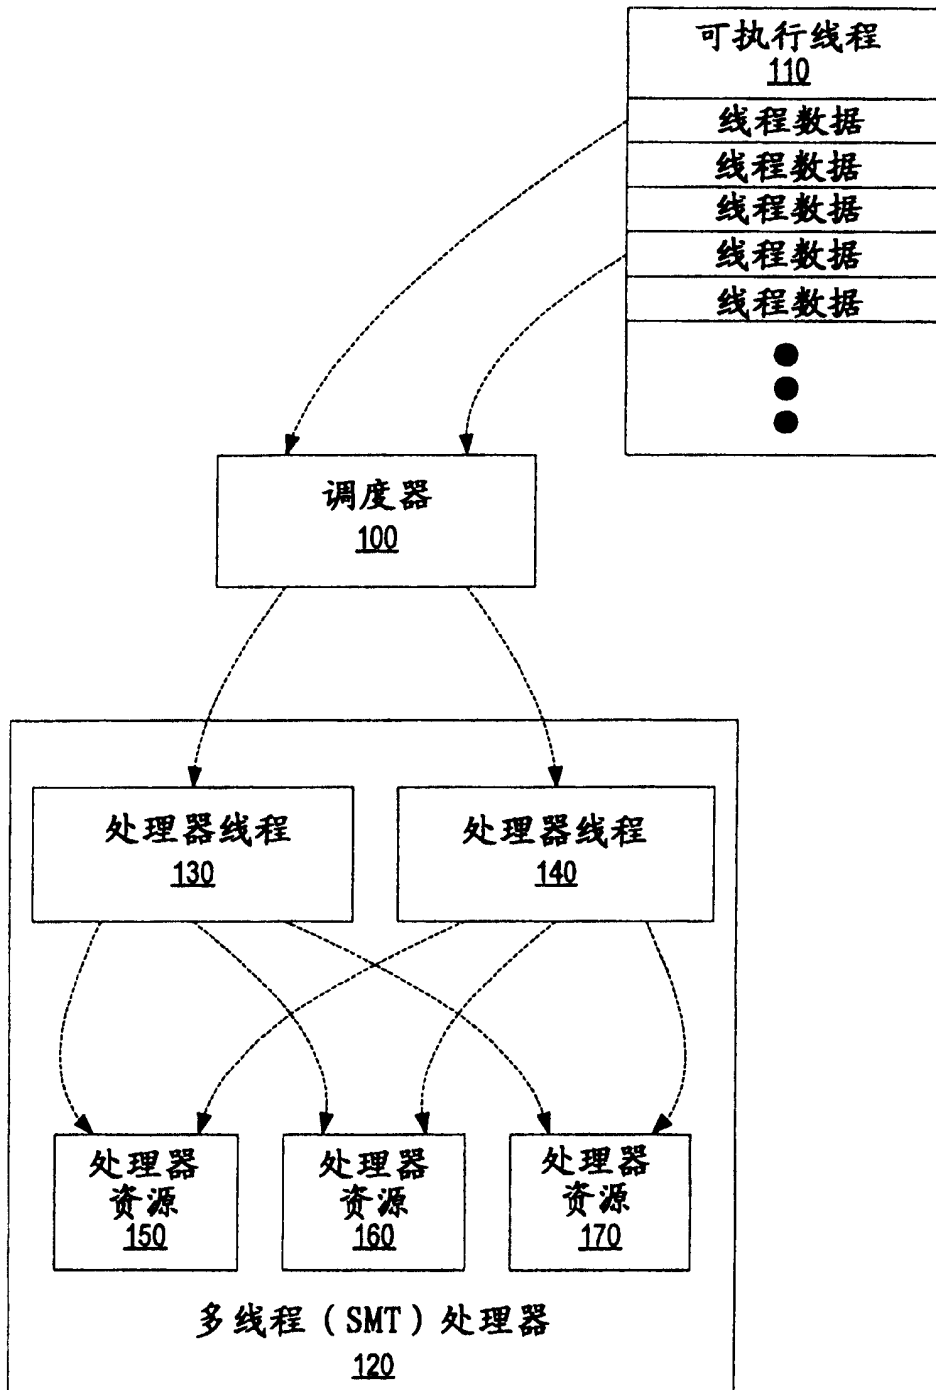 可执行线程
110
线程数据
线程数据
线程数据
线程数据
线程数据
调度器
100
处理器线程
130
处理器线程
140
处理器
资源
150
处理器
资源
160
处理器
资源
170
多线程(SMT)处理器
120